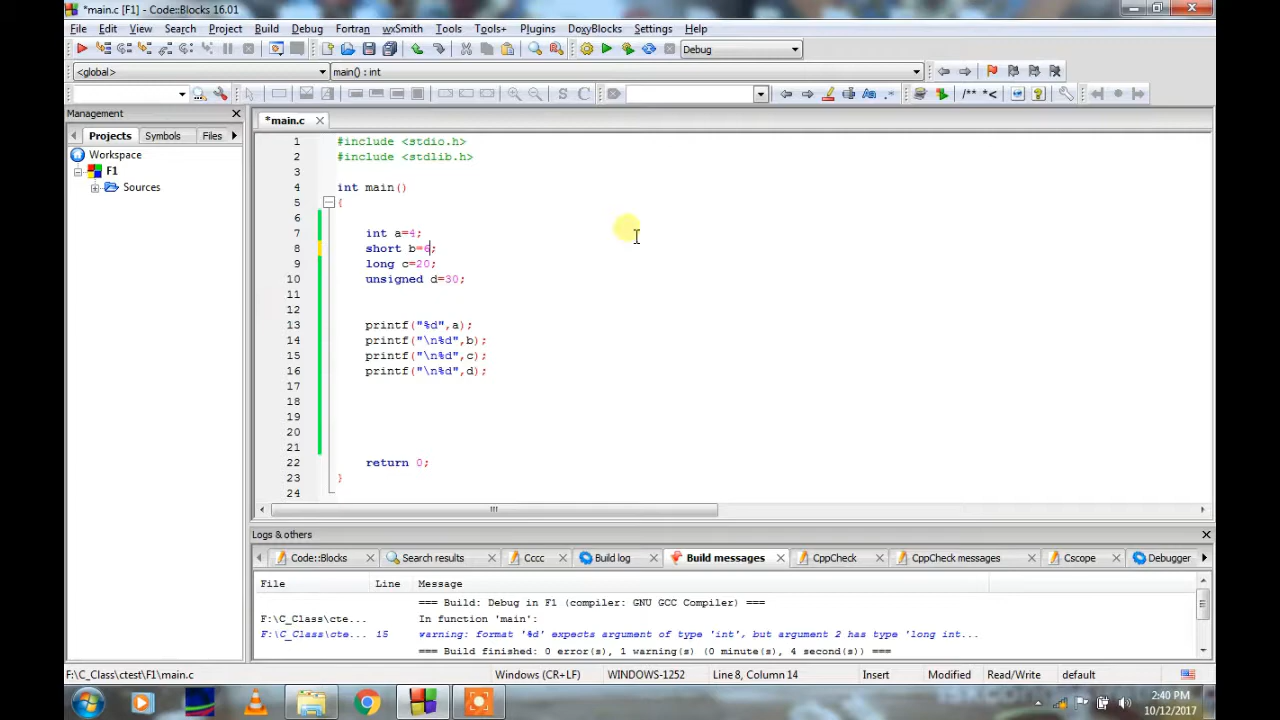 *main.c [F1] - Code::Blocks 16.01
File Edit View Search Project Build Debug Fortran wxSmith Tools Tools+ Plugins DoxyBlocks Settings Help
Debug
<global> main() : int
/** *<
Management
Projects Symbols Files
Workspace
F1
Sources
*main.c
1 #include <stdio.h>
2 #include <stdlib.h>
3
4 int main()
5 {
6
7 int a=4;
8 short b=6;
9 long c=20;
10 unsigned d=30;
11
12
13 printf("%d",a);
14 printf("\n%d",b);
15 printf("\n%d",c);
16 printf("\n%d",d);
17
18
19
20
21
22 return 0;
23 }
24
Logs & others
Code::Blocks Search results Cccc Build log Build messages CppCheck CppCheck messages Cscope Debugger
File Line Message
=== Build: Debug in F1 (compiler: GNU GCC Compiler) ===
F:\C_Class\cte... In function 'main':
F:\C_Class\cte... 15 warning: format '%d' expects argument of type 'int', but argument 2 has type 'long int...
=== Build finished: 0 error(s), 1 warning(s) (0 minute(s), 4 second(s)) ===
F:\C_Class\ctest\F1\main.c Windows (CR+LF) WINDOWS-1252 Line 8, Column 14 Insert Modified Read/Write default
2:40 PM
10/12/2017